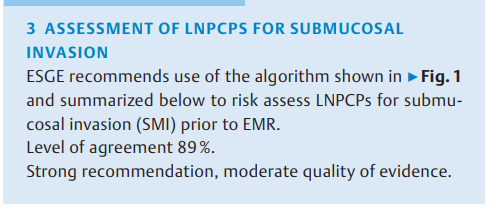 3 ASSESSMENT OF LNPCPS FOR SUBMUCOSAL
INVASION
ESGE recommends use of the algorithm shown in ▶Fig. 1
and summarized below to risk assess LNPCPs for submu-
cosal invasion (SMI) prior to EMR.
Level of agreement 89%.
Strong recommendation, moderate quality of evidence.